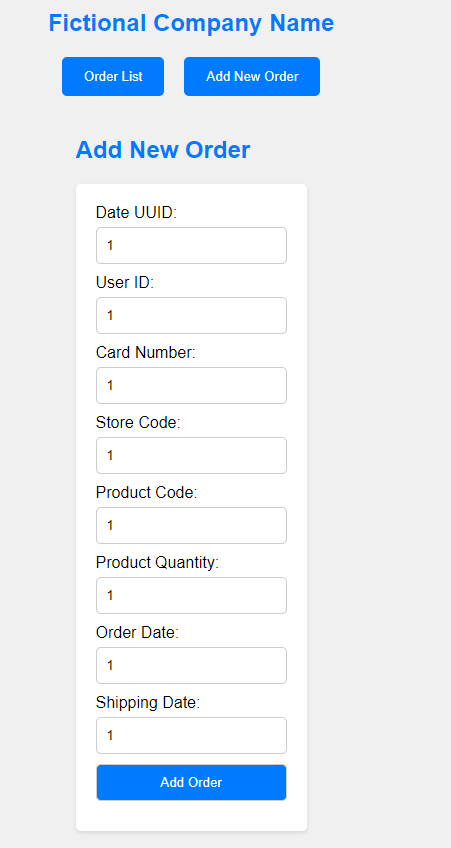 Fictional Company Name
Order List Add New Order
Add New Order
Date UUID:
1
User ID:
1
Card Number:
1
Store Code:
1
Product Code:
1
Product Quantity:
1
Order Date:
1
Shipping Date:
1
Add Order